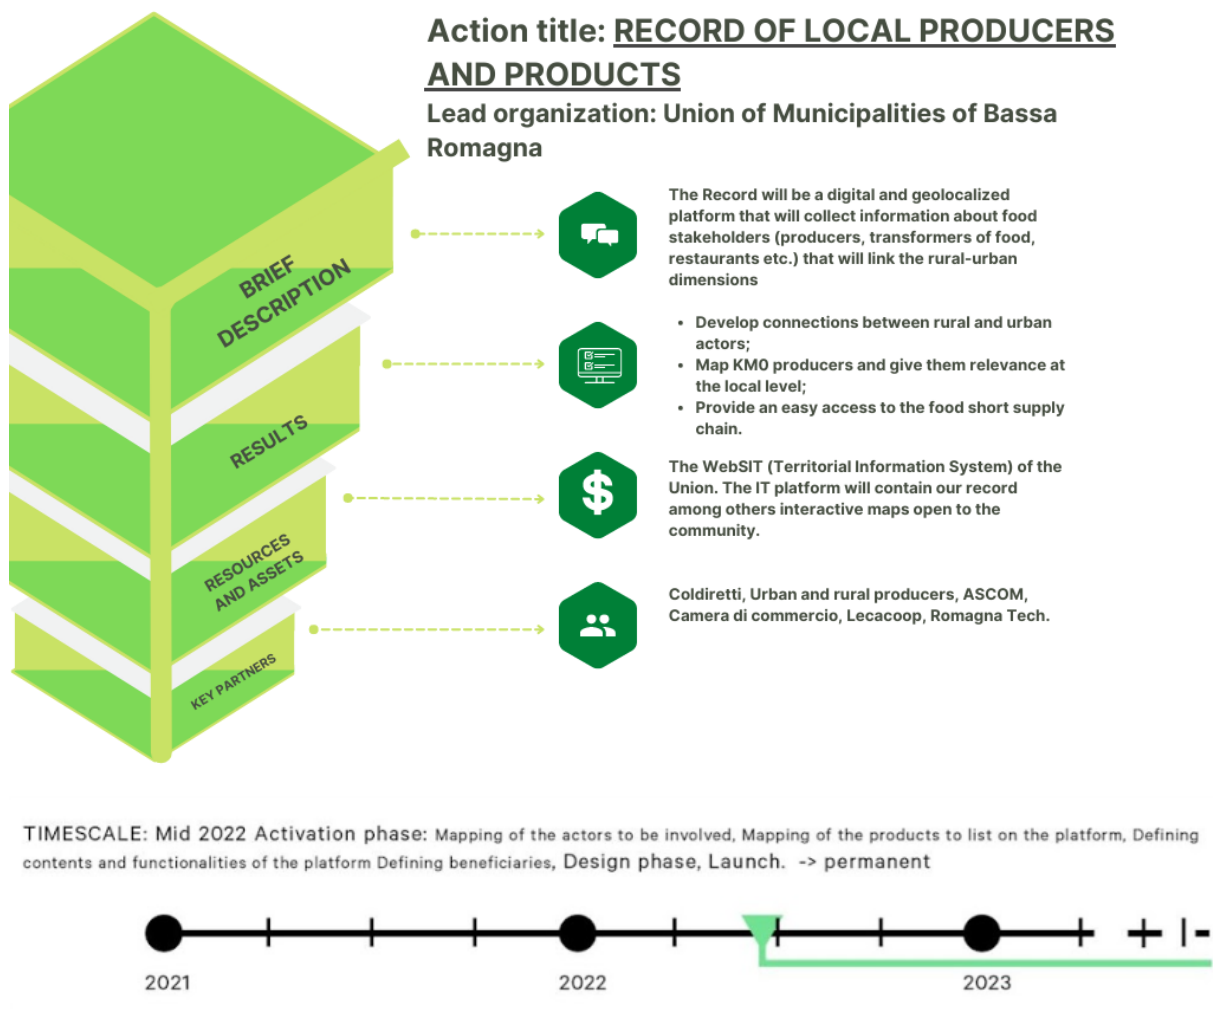 Action title: RECORD OF LOCAL PRODUCERS
AND PRODUCTS
Lead organization: Union of Municipalities of Bassa
Romagna
BRIEF
DESCRIPTION
The Record will be a digital and geolocalized
platform that will collect information about food
stakeholders (producers, transformers of food,
restaurants etc.) that will link the rural-urban
dimensions
RESULTS
• Develop connections between rural and urban
actors;
• Map KM0 producers and give them relevance at
the local level;
• Provide an easy access to the food short supply
chain.
RESOURCES
AND ASSETS
$
The WebSIT (Territorial Information System) of the
Union. The IT platform will contain our record
among others interactive maps open to the
community.
KEY PARTNERS
Coldiretti, Urban and rural producers, ASCOM,
Camera di commercio, Lecacoop, Romagna Tech.
TIMESCALE: Mid 2022 Activation phase: Mapping of the actors to be involved, Mapping of the products to list on the platform, Defining
contents and functionalities of the platform Defining beneficiaries, Design phase, Launch. -> permanent
2021
2022
2023